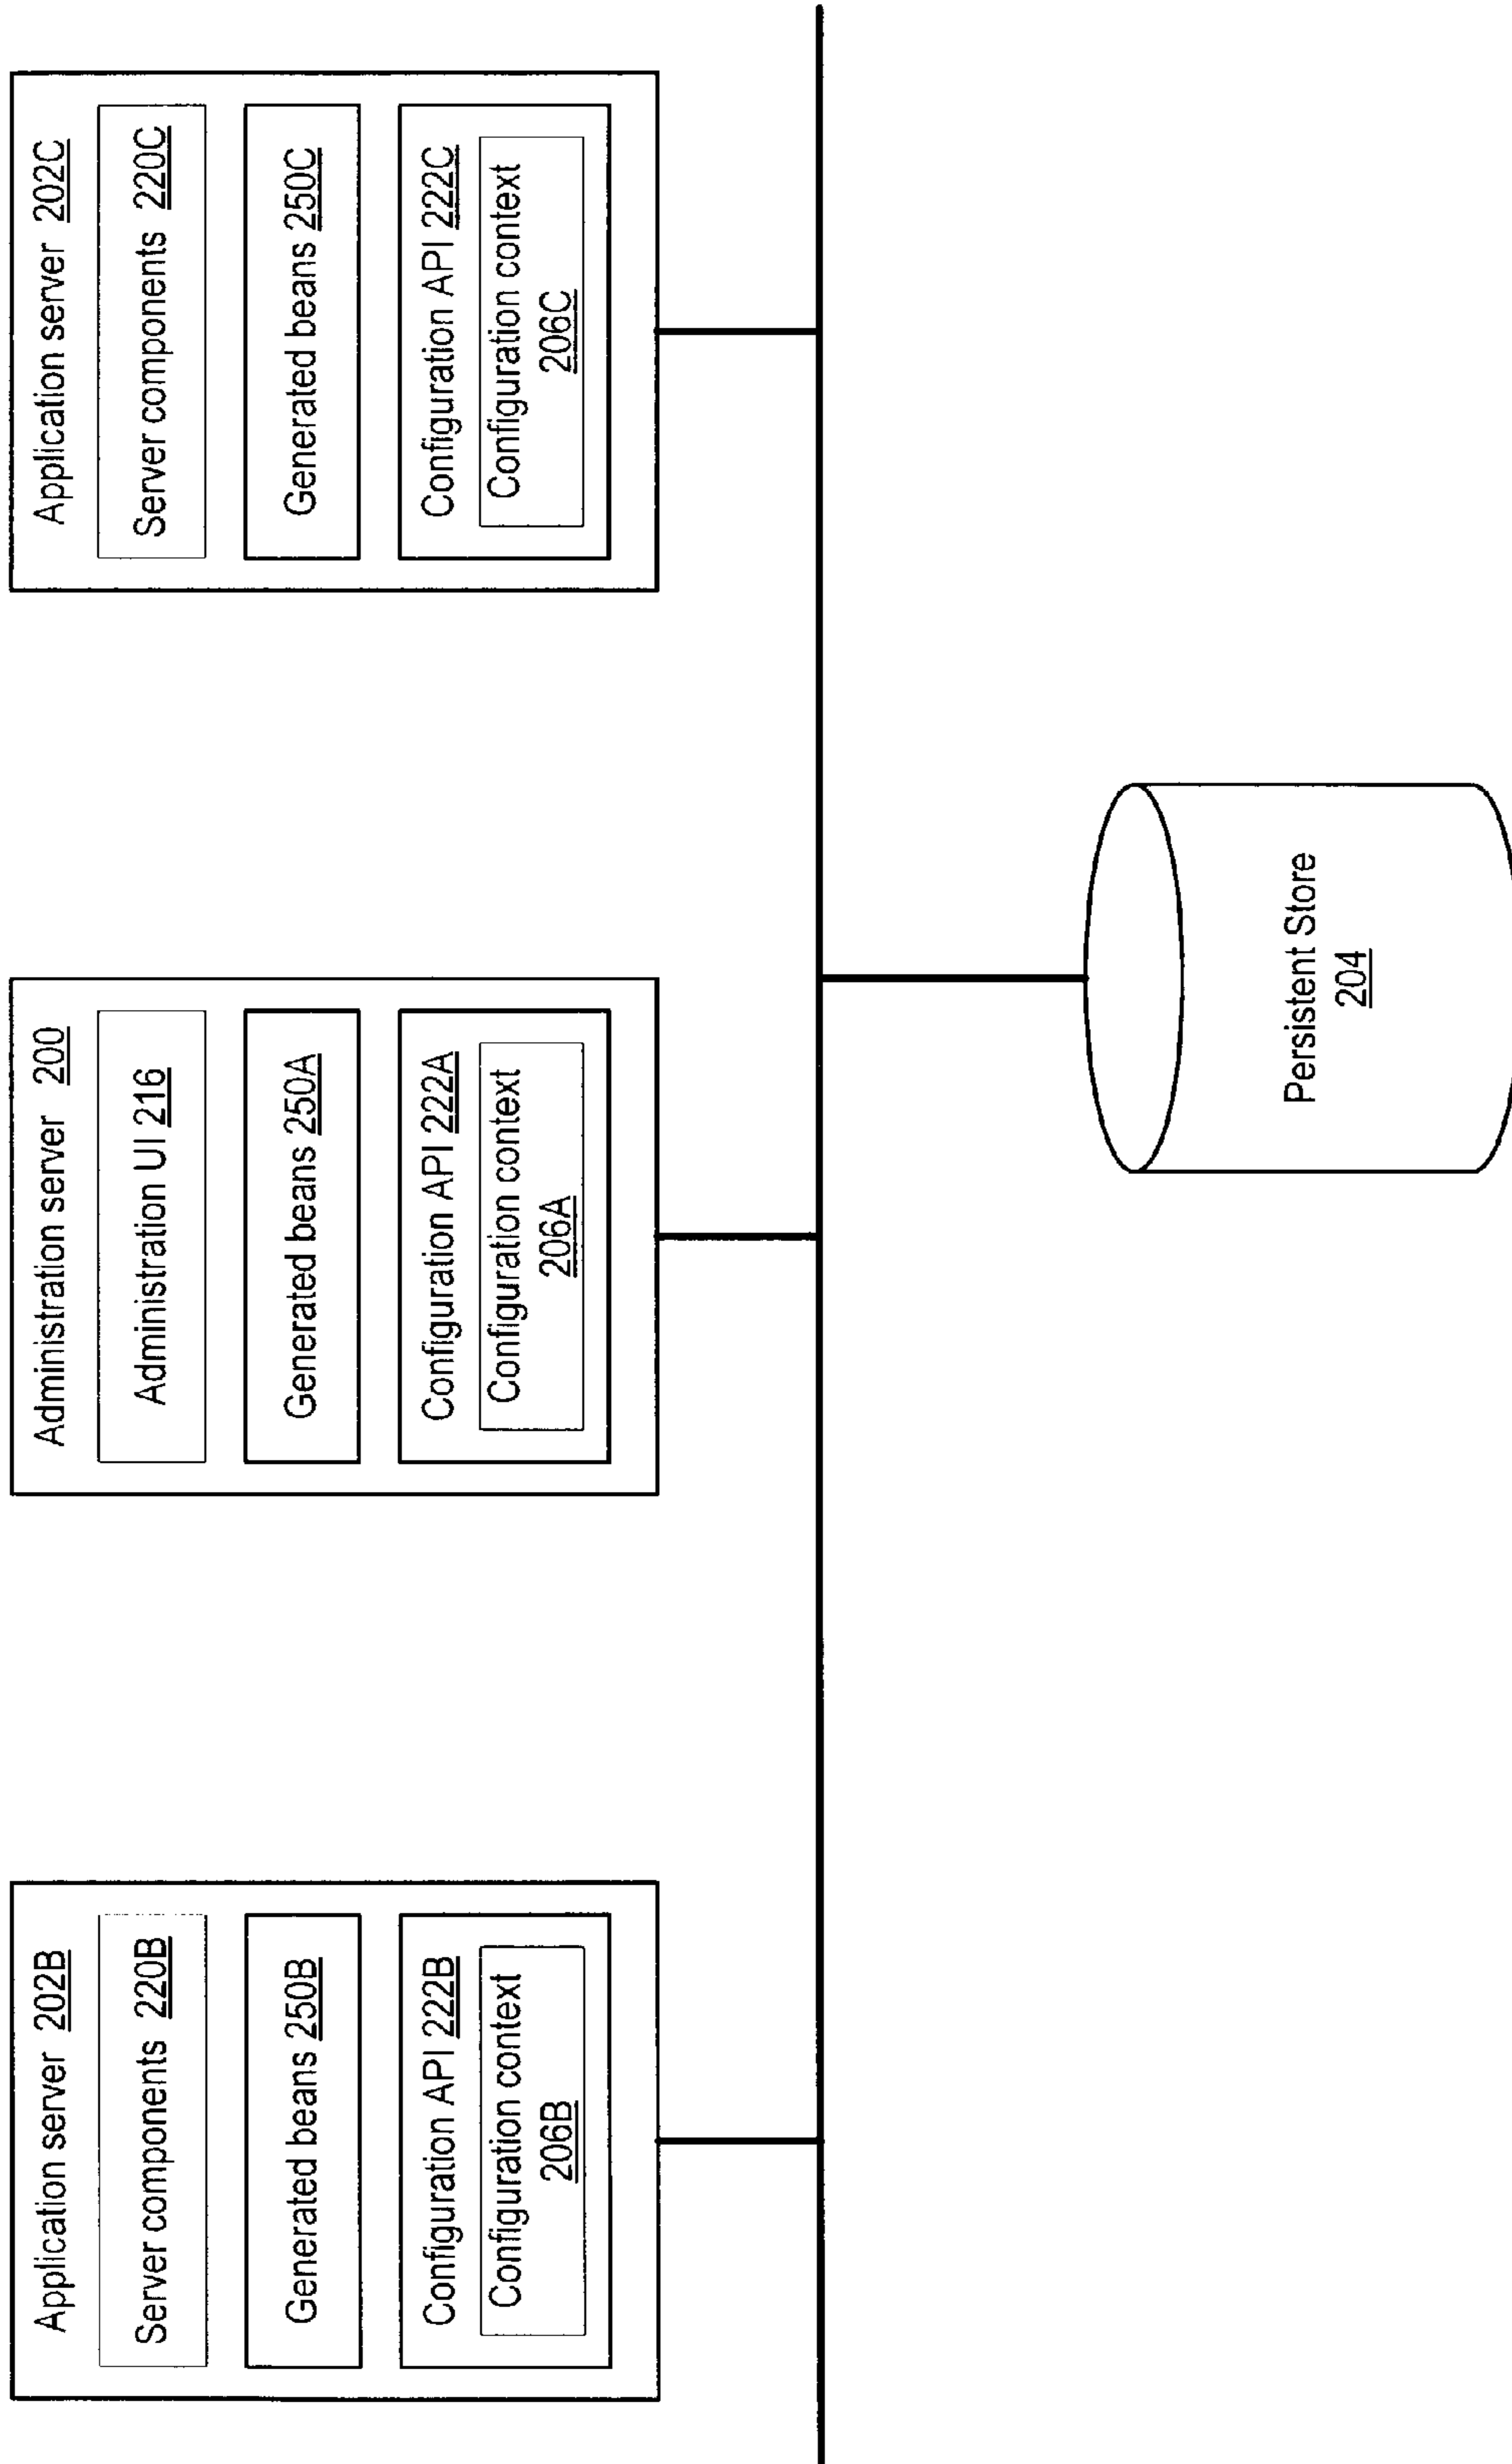 Application server 202B
Server components 220B
Generated beans 250B
Configuration API 222B
Configuration context
206B
Administration server 200
Administration UI 216
Generated beans 250A
Configuration API 222A
Configuration context
206A
Application server 202C
Server components 220C
Generated beans 250C
Configuration API 222C
Configuration context
206C
Persistent Store
204